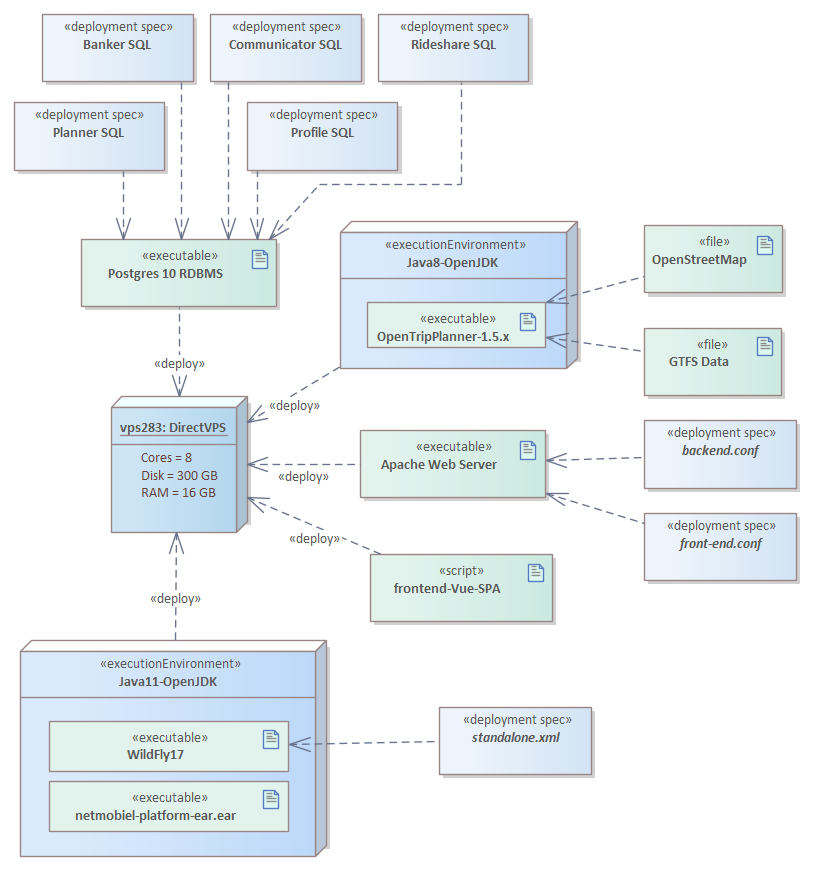 «deployment spec»
Banker SQL
«deployment spec»
Communicator SQL
«deployment spec»
Rideshare SQL
«deployment spec»
Planner SQL
«deployment spec»
Profile SQL
«executable»
Postgres 10 RDBMS
«executionEnvironment»
Java8-OpenJDK
«executable»
OpenTripPlanner-1.5.x
«file»
OpenStreetMap
«file»
GTFS Data
«deploy»
«deploy»
vps283: DirectVPS
Cores = 8
Disk = 300 GB
RAM = 16 GB
«executable»
Apache Web Server
«deploy»
«deployment spec»
backend.conf
«deployment spec»
front-end.conf
«deploy»
«script»
frontend-Vue-SPA
«deploy»
«executionEnvironment»
Java11-OpenJDK
«executable»
WildFly17
«executable»
netmobiel-platform-ear.ear
«deployment spec»
standalone.xml